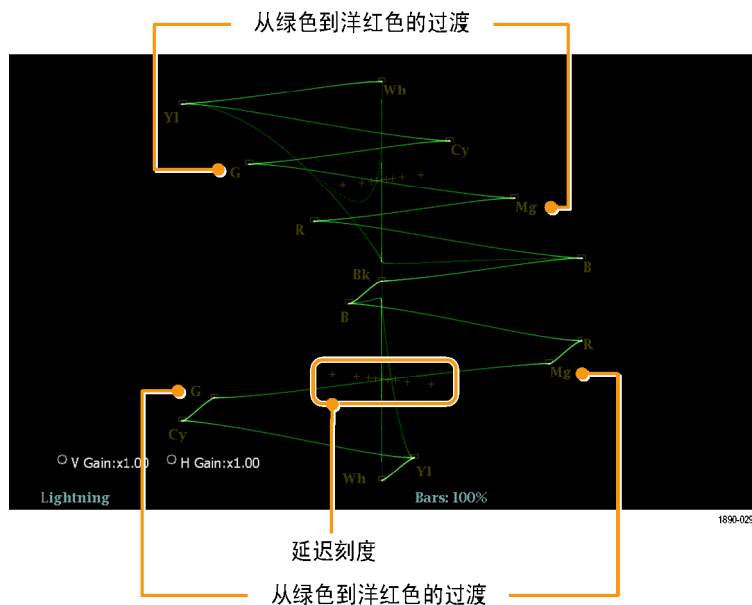 从绿色到洋红色的过渡
Wh
Yl
Cy
G
Mg
R
B
Bk
B
R
Mg
G
Cy
V Gain:x1.00 H Gain:x1.00
Wh
Yl
Lightning Bars: 100%
1890-029
延迟刻度
从绿色到洋红色的过渡